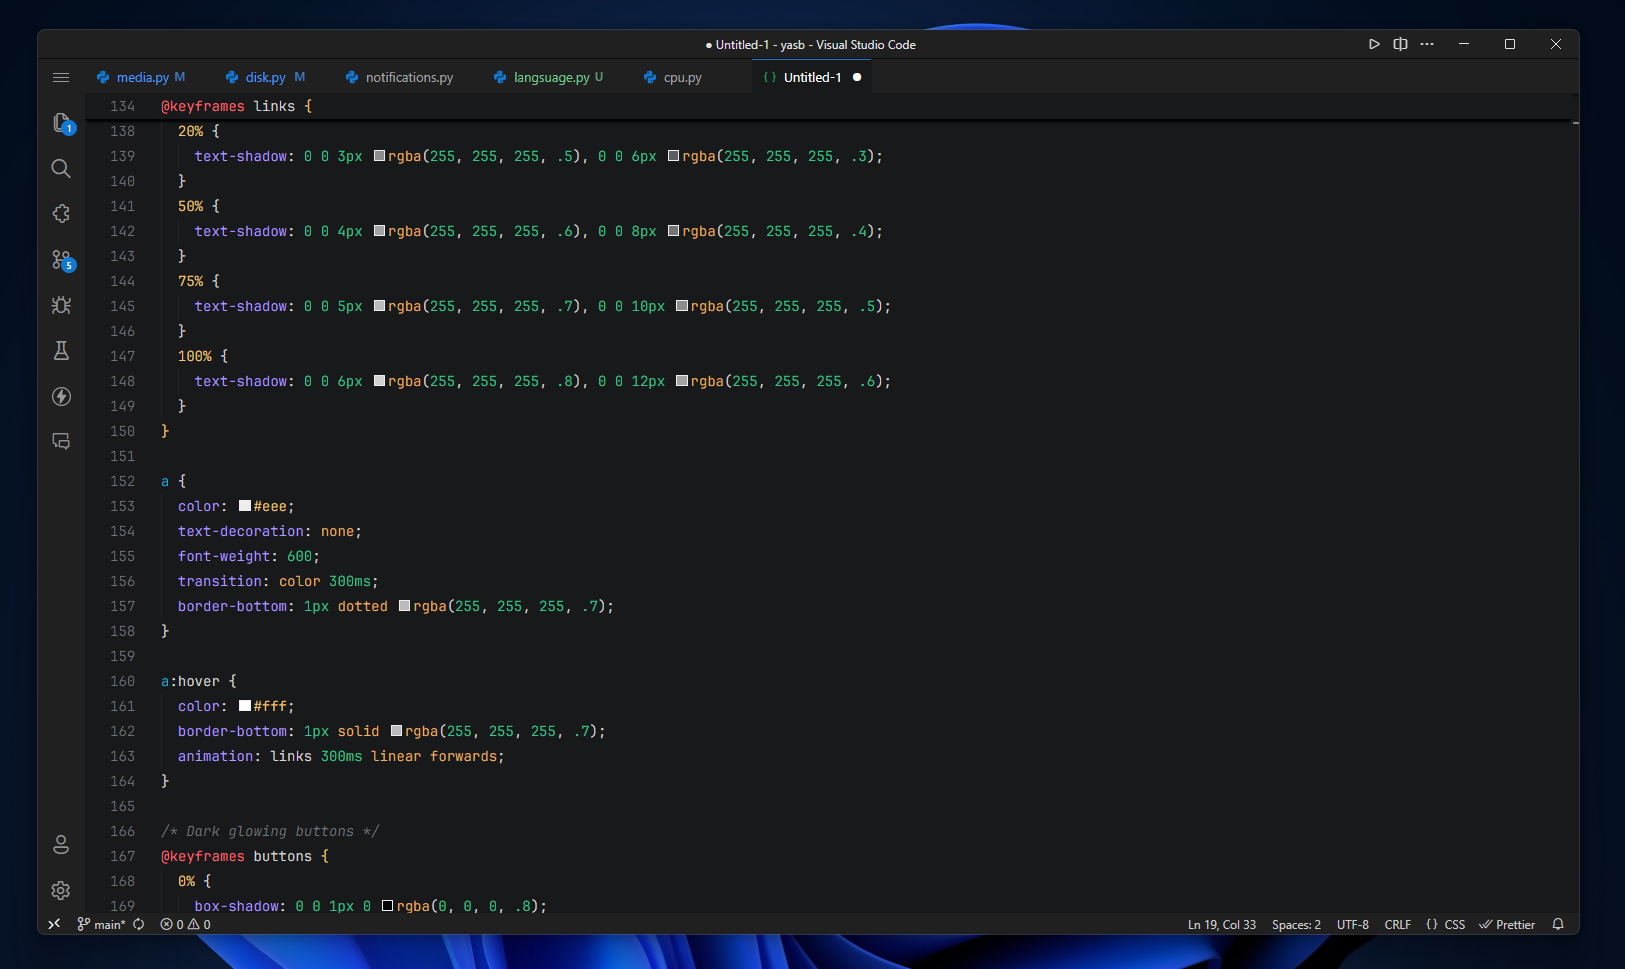 ● Untitled-1 - yasb - Visual Studio Code
media.py M disk.py M notifications.py langsuage.py U cpu.py { } Untitled-1 ●
134 @keyframes links {
138 20% {
139 text-shadow: 0 0 3px rgba(255, 255, 255, .5), 0 0 6px rgba(255, 255, 255, .3);
140 }
141 50% {
142 text-shadow: 0 0 4px rgba(255, 255, 255, .6), 0 0 8px rgba(255, 255, 255, .4);
143 }
144 75% {
145 text-shadow: 0 0 5px rgba(255, 255, 255, .7), 0 0 10px rgba(255, 255, 255, .5);
146 }
147 100% {
148 text-shadow: 0 0 6px rgba(255, 255, 255, .8), 0 0 12px rgba(255, 255, 255, .6);
149 }
150 }
151
152 a {
153 color: #eee;
154 text-decoration: none;
155 font-weight: 600;
156 transition: color 300ms;
157 border-bottom: 1px dotted rgba(255, 255, 255, .7);
158 }
159
160 a:hover {
161 color: #fff;
162 border-bottom: 1px solid rgba(255, 255, 255, .7);
163 animation: links 300ms linear forwards;
164 }
165
166 /* Dark glowing buttons */
167 @keyframes buttons {
168 0% {
169 box-shadow: 0 0 1px 0 rgba(0, 0, 0, .8);
1
5
main* 0 0 Ln 19, Col 33 Spaces: 2 UTF-8 CRLF { } CSS Prettier